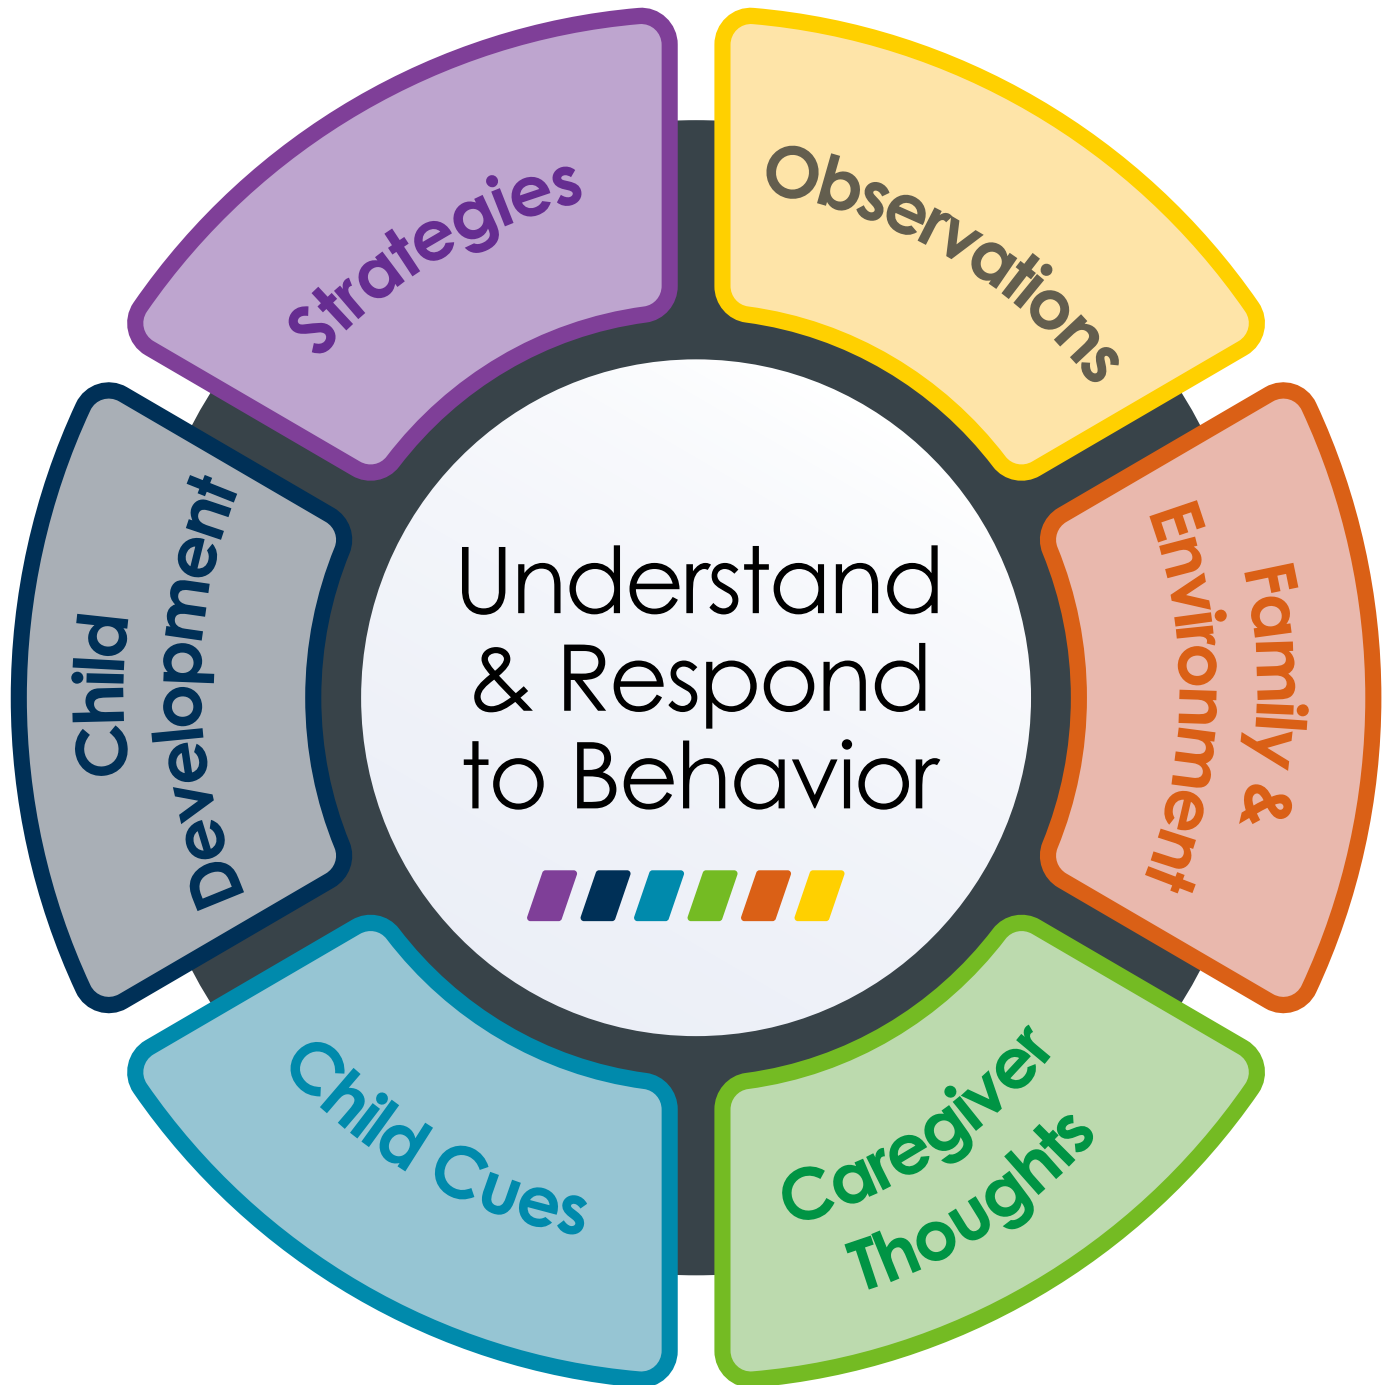 Strategies
Observations
Family &
Environment
Caregiver
Thoughts
Child Cues
Child
Development
Understand
& Respond
to Behavior